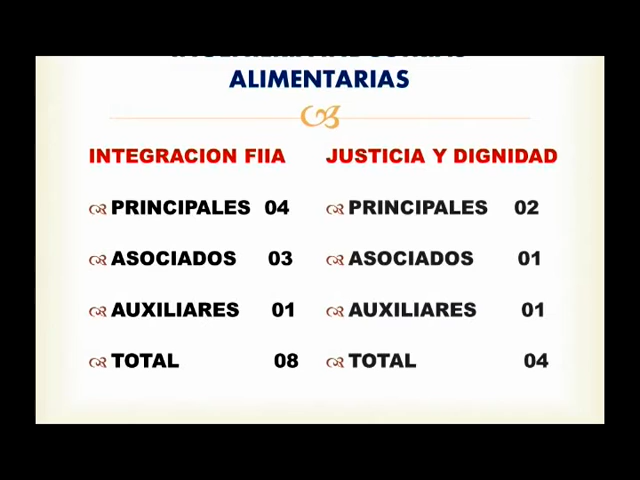 ALIMENTARIAS
INTEGRACION FIIA
PRINCIPALES 04
ASOCIADOS 03
AUXILIARES 01
TOTAL 08
JUSTICIA Y DIGNIDAD
PRINCIPALES 02
ASOCIADOS 01
AUXILIARES 01
TOTAL 04